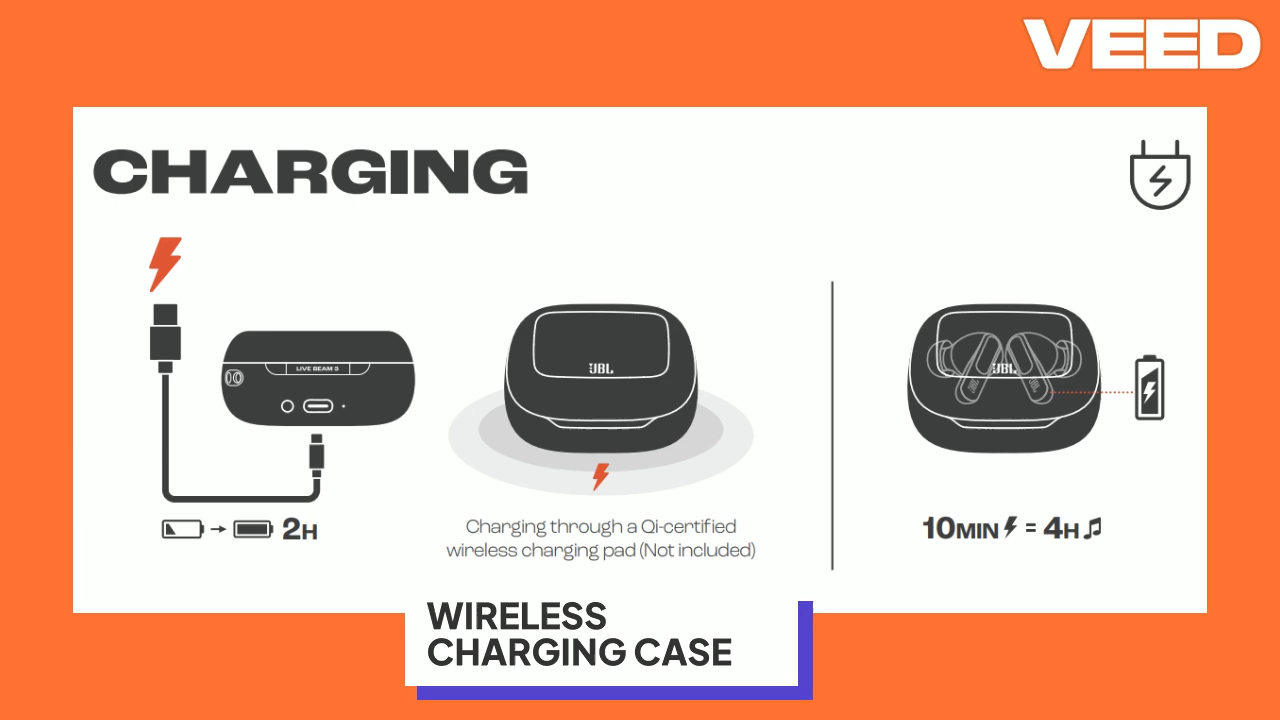 VEED
CHARGING
LIVE BEAM 3
JBL
JBL
2H
Charging through a Qi-certified
wireless charging pad (Not included)
10MIN = 4H
WIRELESS
CHARGING CASE